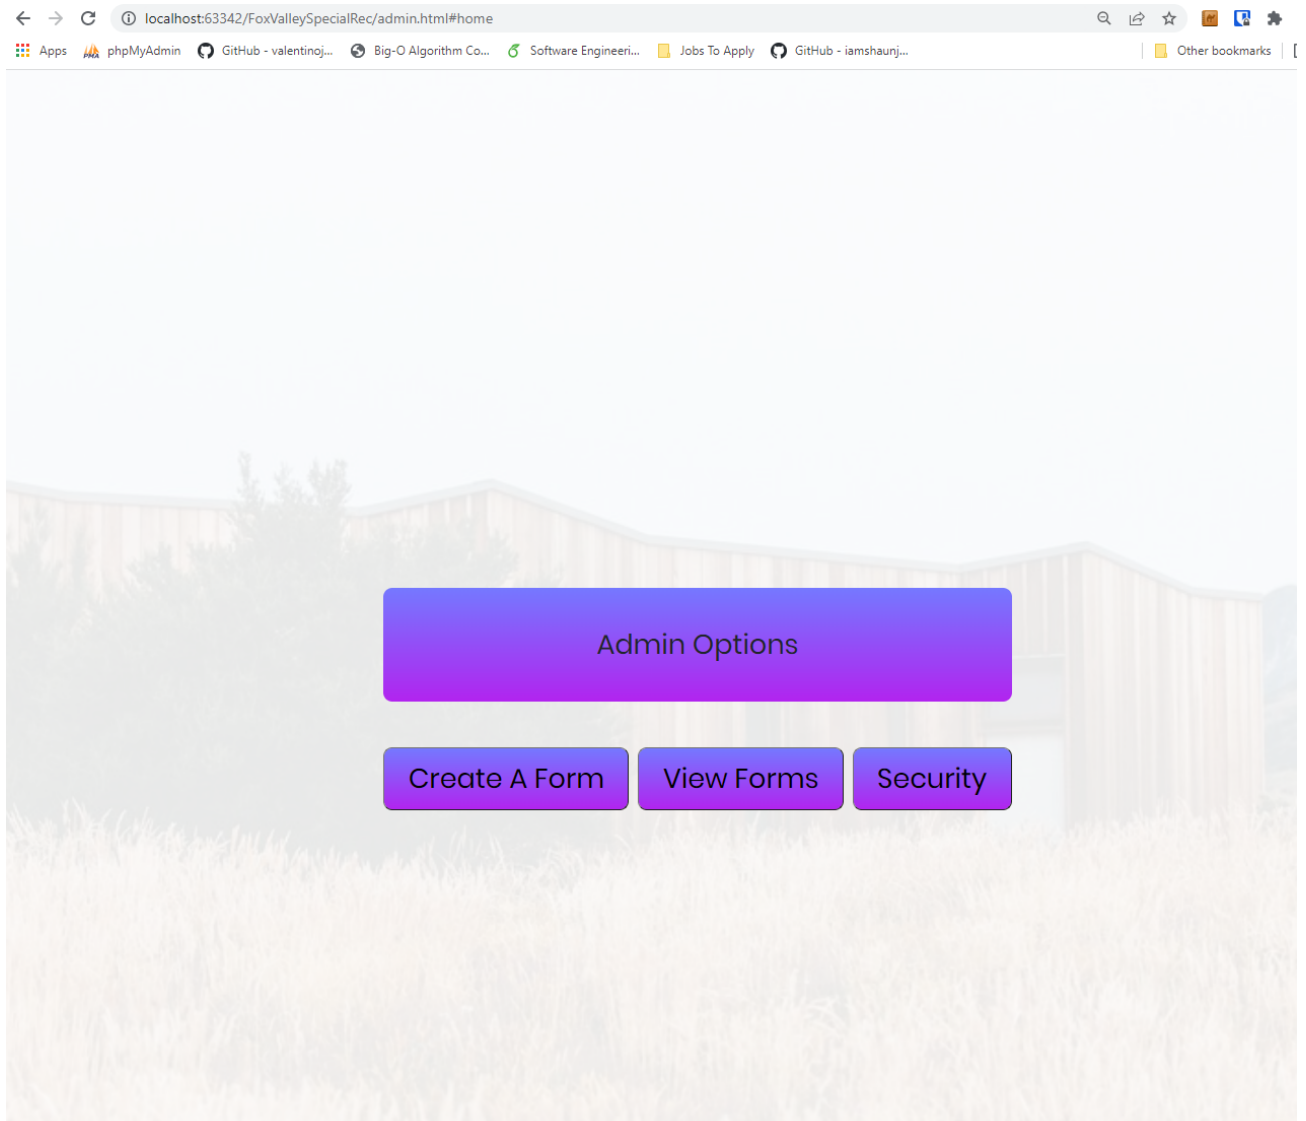 localhost:63342/FoxValleySpecialRec/admin.html#home
Apps phpMyAdmin GitHub - valentinoj... Big-O Algorithm Co... Software Engineeri... Jobs To Apply GitHub - iamshaunj... Other bookmarks
Admin Options
Create A Form View Forms Security